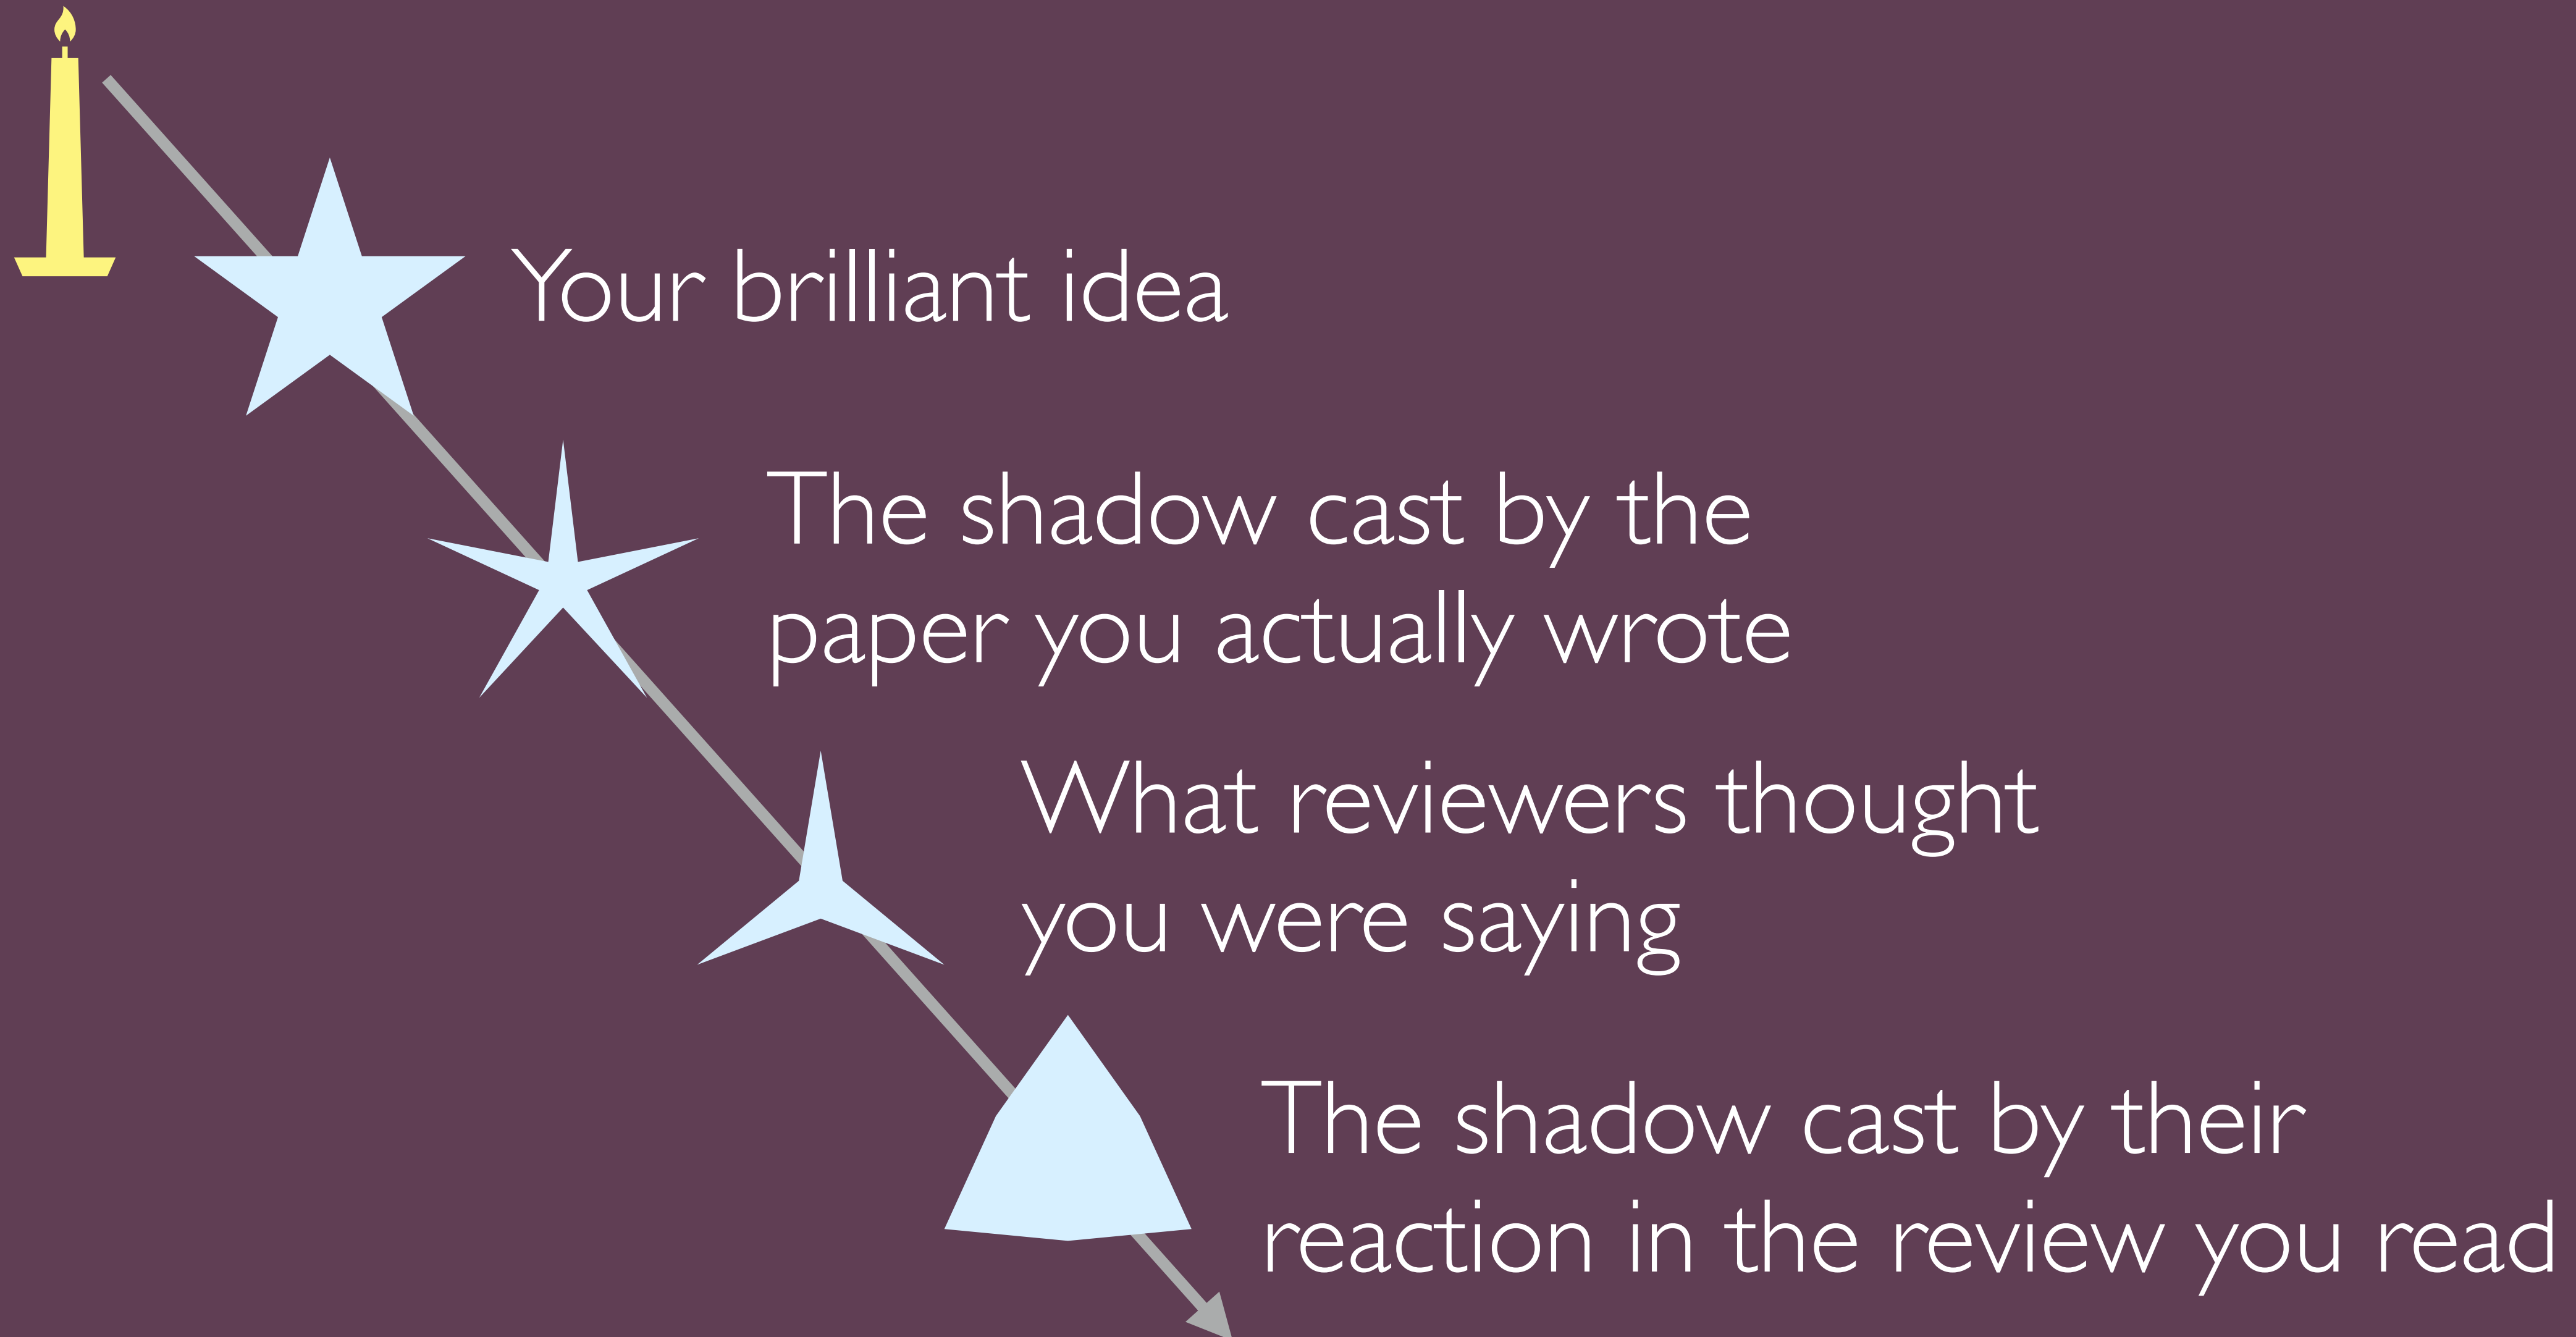 Your brilliant idea
The shadow cast by the
paper you actually wrote
What reviewers thought
you were saying
The shadow cast by their
reaction in the review you read